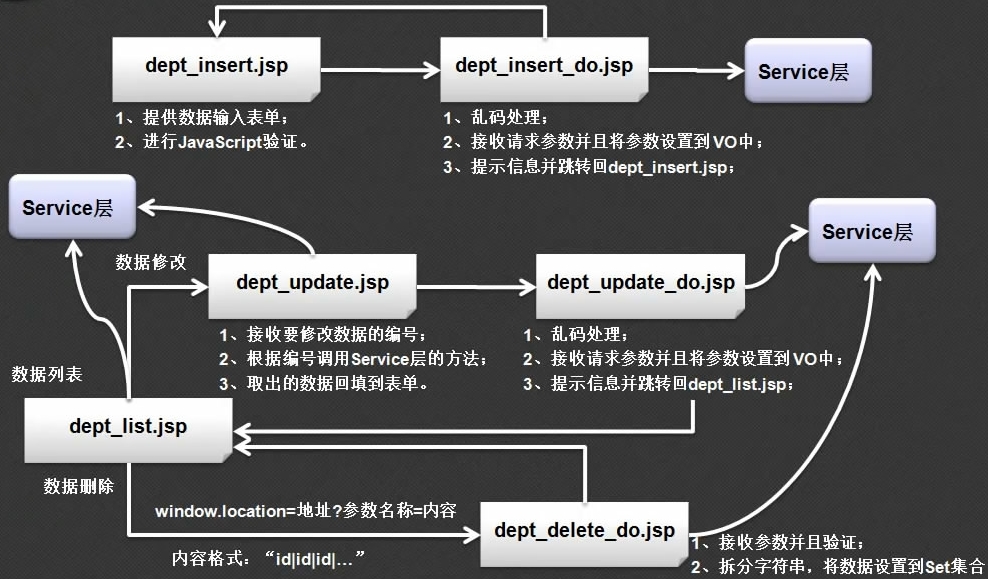 dept_insert.jsp
dept_insert_do.jsp
Service层
1、提供数据输入表单；
2、进行JavaScript验证。
1、乱码处理；
2、接收请求参数并且将参数设置到VO中；
3、提示信息并跳转回dept_insert.jsp；
Service层
Service层
数据修改
dept_update.jsp
dept_update_do.jsp
1、接收要修改数据的编号；
2、根据编号调用Service层的方法；
3、取出的数据回填到表单。
1、乱码处理；
2、接收请求参数并且将参数设置到VO中；
3、提示信息并跳转回dept_list.jsp；
数据列表
dept_list.jsp
数据删除
window.location=地址?参数名称=内容
内容格式：“id|id|id|...”
dept_delete_do.jsp
1、接收参数并且验证；
2、拆分字符串，将数据设置到Set集合